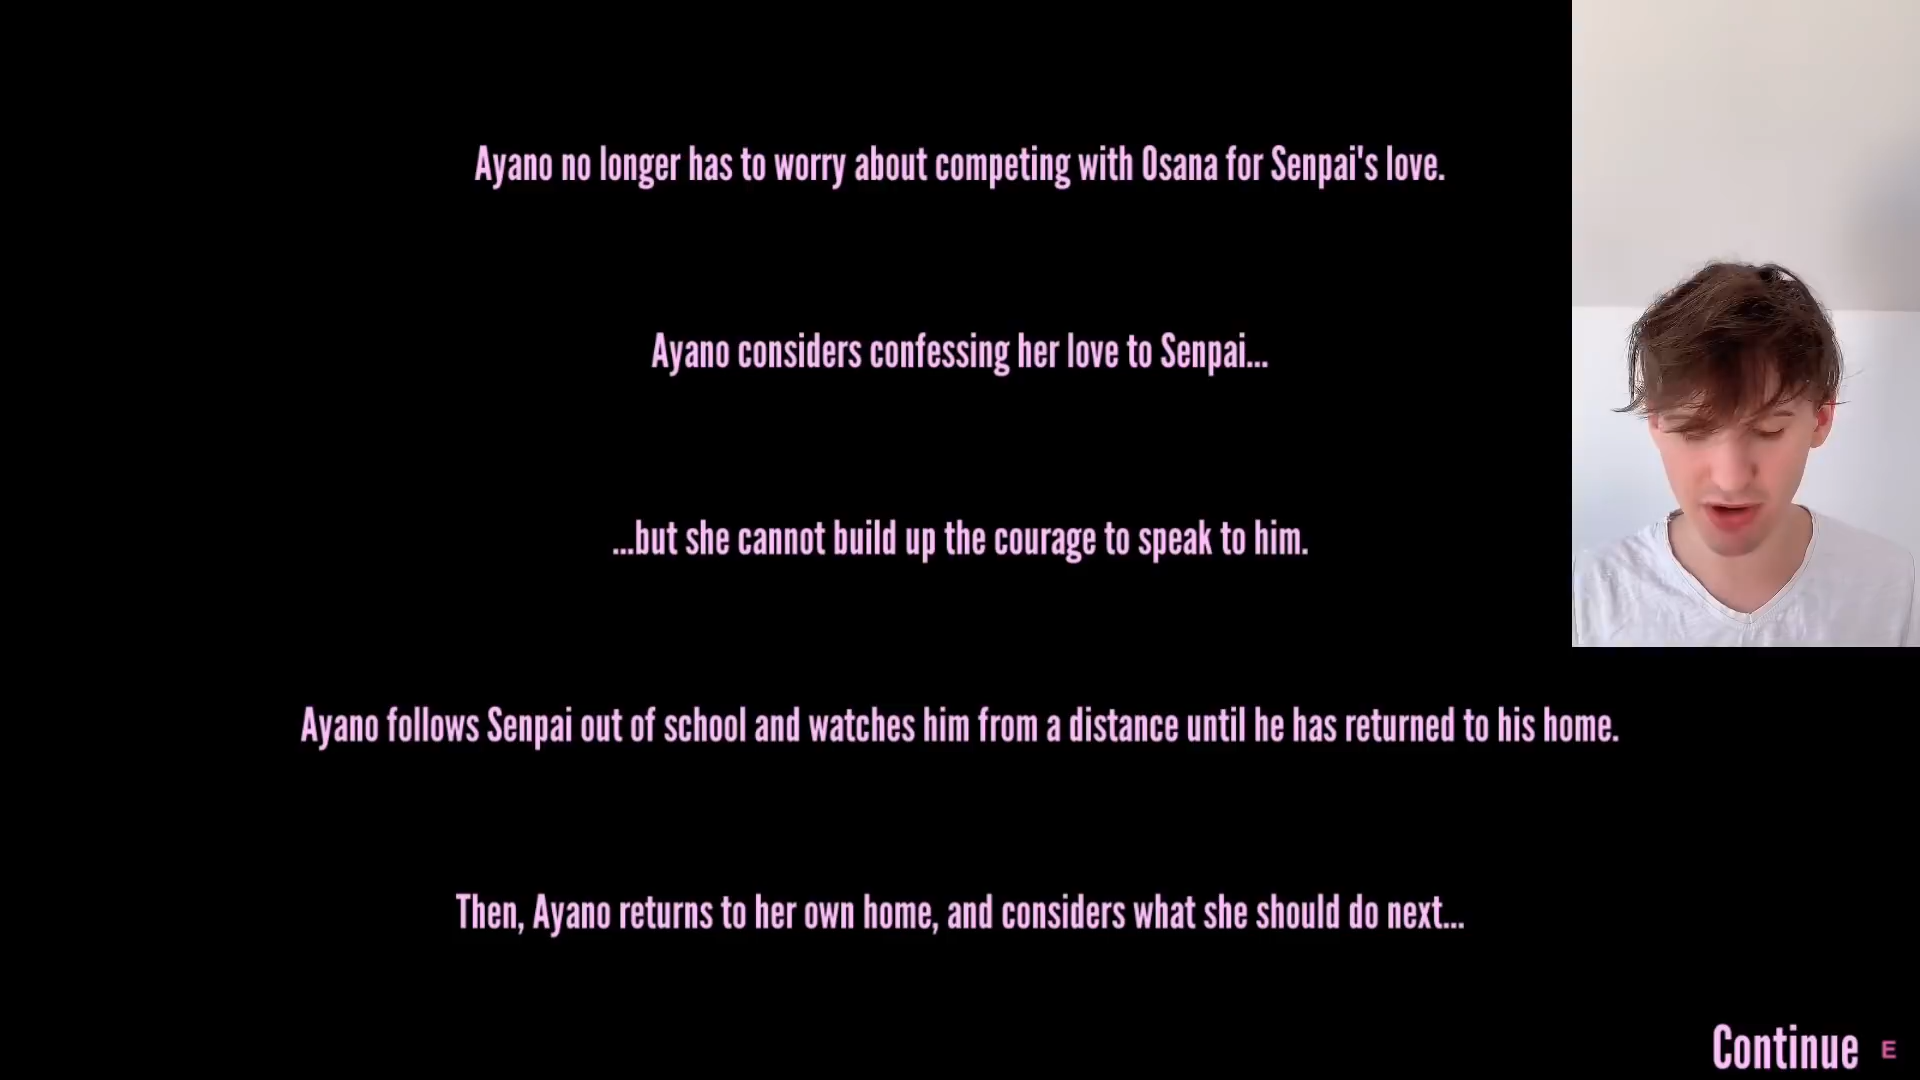 Ayano no longer has to worry about competing with Osana for Senpai's love.
Ayano considers confessing her love to Senpai...
...but she cannot build up the courage to speak to him.
Ayano follows Senpai out of school and watches him from a distance until he has returned to his home.
Then, Ayano returns to her own home, and considers what she should do next...
Continue E